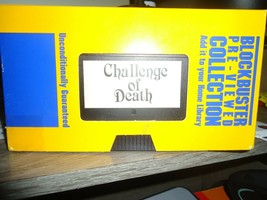 BLOCKBUSTER
PRE-VIEWED
COLLECTION
Add it to your Home Library
Challenge
of
Death
Unconditionally Guaranteed